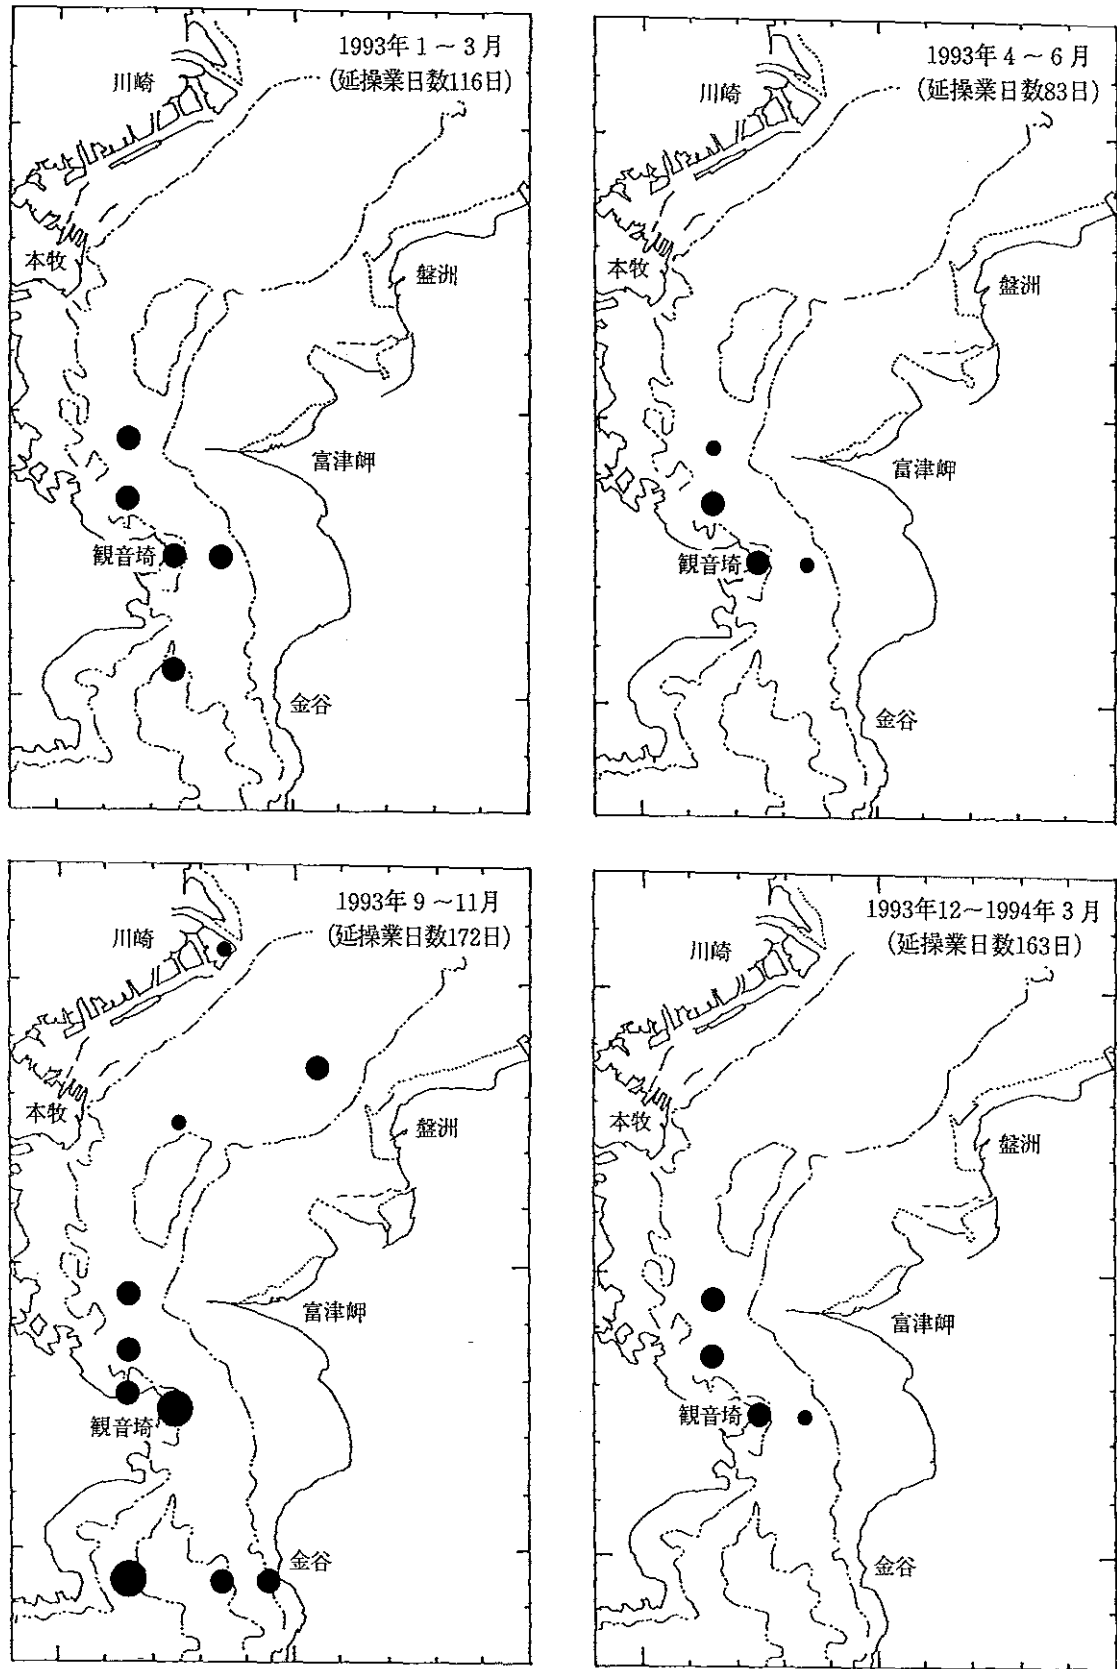 1993年1~3月
(延操業日数116日)
川崎
本牧
盤洲
富津岬
観音埼
金谷
1993年4~6月
(延操業日数83日)
川崎
本牧
盤洲
富津岬
観音埼
金谷
1993年9~11月
(延操業日数172日)
川崎
本牧
盤洲
富津岬
観音埼
金谷
1993年12~1994年3月
(延操業日数163日)
川崎
本牧
盤洲
富津岬
観音埼
金谷